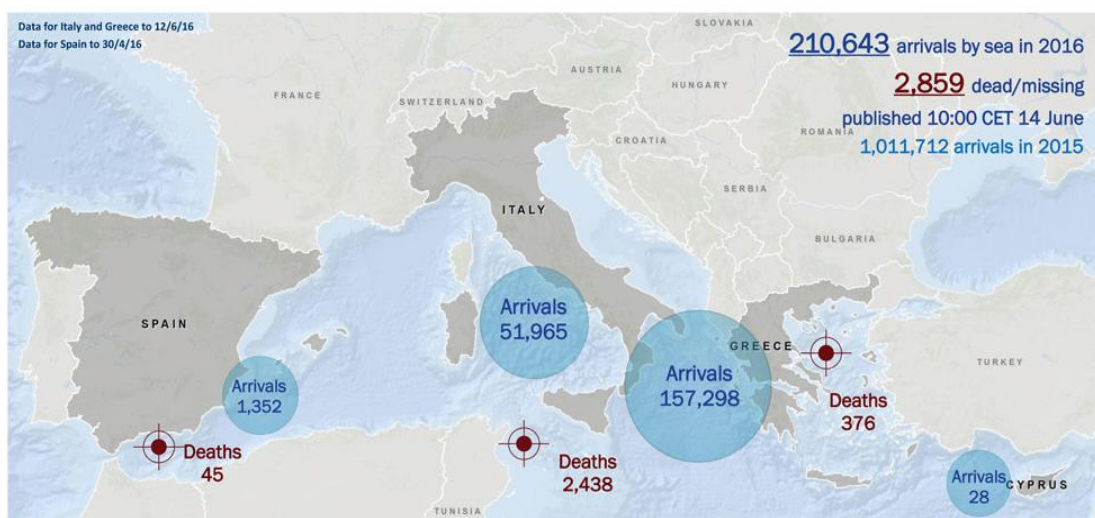 Data for Italy and Greece to 12/6/16
Data for Spain to 30/4/16
210,643 arrivals by sea in 2016
2,859 dead/missing
published 10:00 CET 14 June
1,011,712 arrivals in 2015
SLOVAKIA
AUSTRIA
HUNGARY
FRANCE
SWITZERLAND
CROATIA
ROMANIA
SERBIA
ITALY
BULGARIA
SPAIN
Arrivals
51,965
GREECE
TURKEY
Arrivals
1,352
Arrivals
157,298
Deaths
376
Deaths
45
Deaths
2,438
Arrivals
28
CYPRUS
TUNISIA